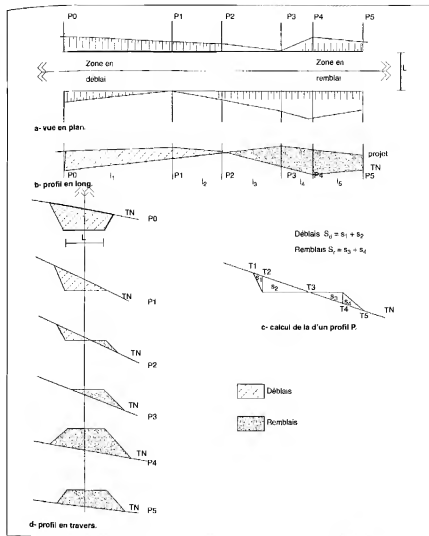 P0 P1 P2 P3 P4 P5
Zone en Zone en
L
deblai remblai
a- vue en plan.
projet
TN
P0 P1 P2 P3 P4 P5
l1 l2 l3 l4 l5
b- profil en long.
TN P0
L
Déblais Sd = s1 + s2
Remblais Sr = s3 + s4
TN
P1
T1
T2
T3
s1
s2
s3
s4
T4
T5
TN
c- calcul de la d'un profil P.
TN
P2
Déblais
TN
P3
Remblais
TN
P4
TN P5
d- profil en travers.